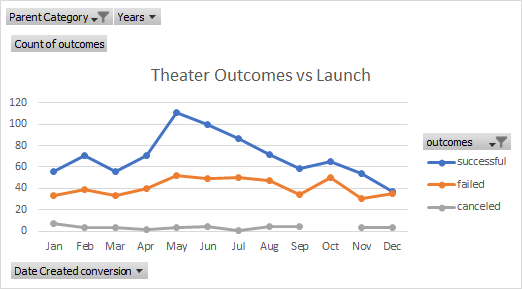 Parent Category Years
Count of outcomes
Theater Outcomes vs Launch
120
100
80
60
40
20
0
Jan Feb Mar Apr May Jun Jul Aug Sep Oct Nov Dec
outcomes
successful
failed
canceled
Date Created conversion